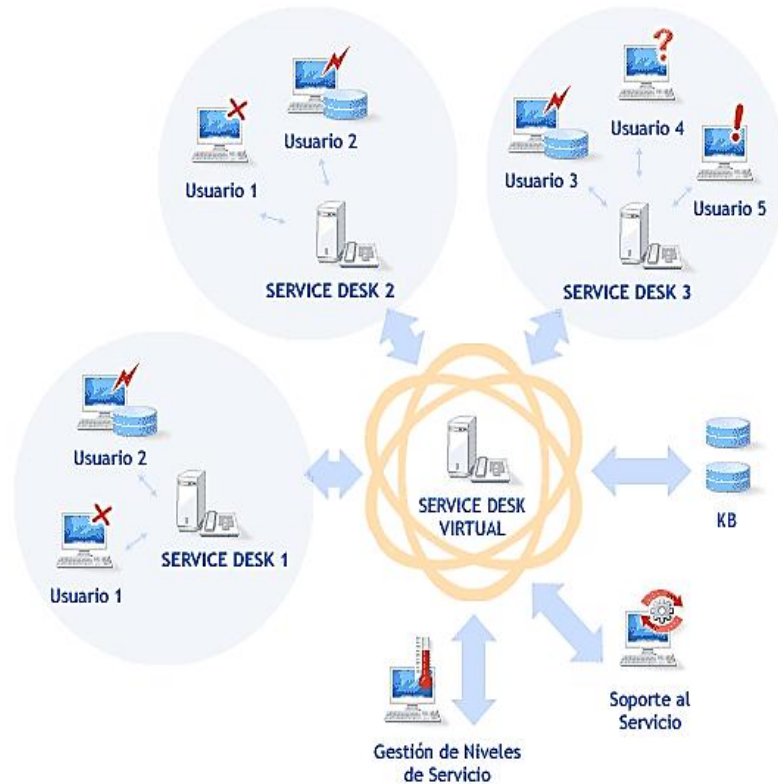 Usuario 2
Usuario 1
SERVICE DESK 2
Usuario 4
Usuario 3
Usuario 5
SERVICE DESK 3
Usuario 2
Usuario 1
SERVICE DESK 1
SERVICE DESK
VIRTUAL
KB
Soporte al
Servicio
Gestión de Niveles
de Servicio